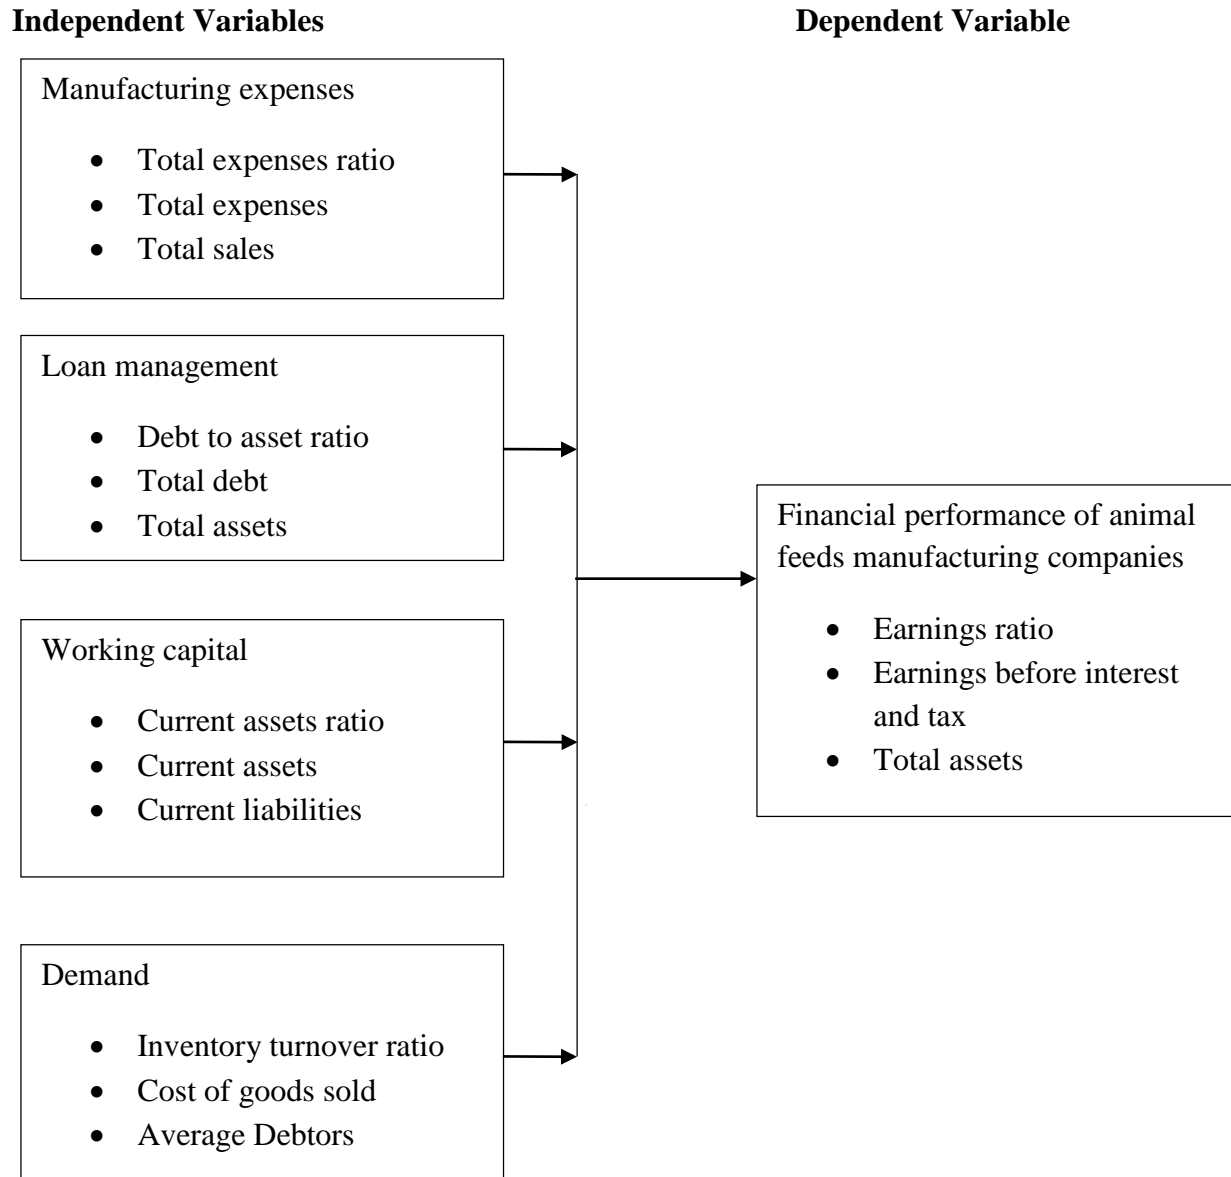 Independent Variables
Dependent Variable
Manufacturing expenses
• Total expenses ratio
• Total expenses
• Total sales
Loan management
• Debt to asset ratio
• Total debt
• Total assets
Working capital
• Current assets ratio
• Current assets
• Current liabilities
Demand
• Inventory turnover ratio
• Cost of goods sold
• Average Debtors
Financial performance of animal
feeds manufacturing companies
• Earnings ratio
• Earnings before interest
and tax
• Total assets